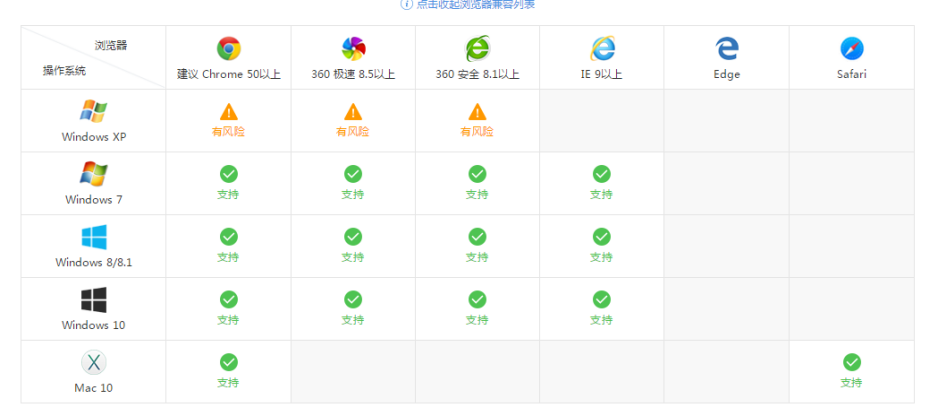 点击收起浏览器兼容列表
浏览器
操作系统
建议 Chrome 50以上
360 极速 8.5以上
360 安全 8.1以上
IE 9以上
Edge
Safari
Windows XP
有风险
有风险
有风险
Windows 7
支持
支持
支持
支持
Windows 8/8.1
支持
支持
支持
支持
Windows 10
支持
支持
支持
支持
Mac 10
支持
支持